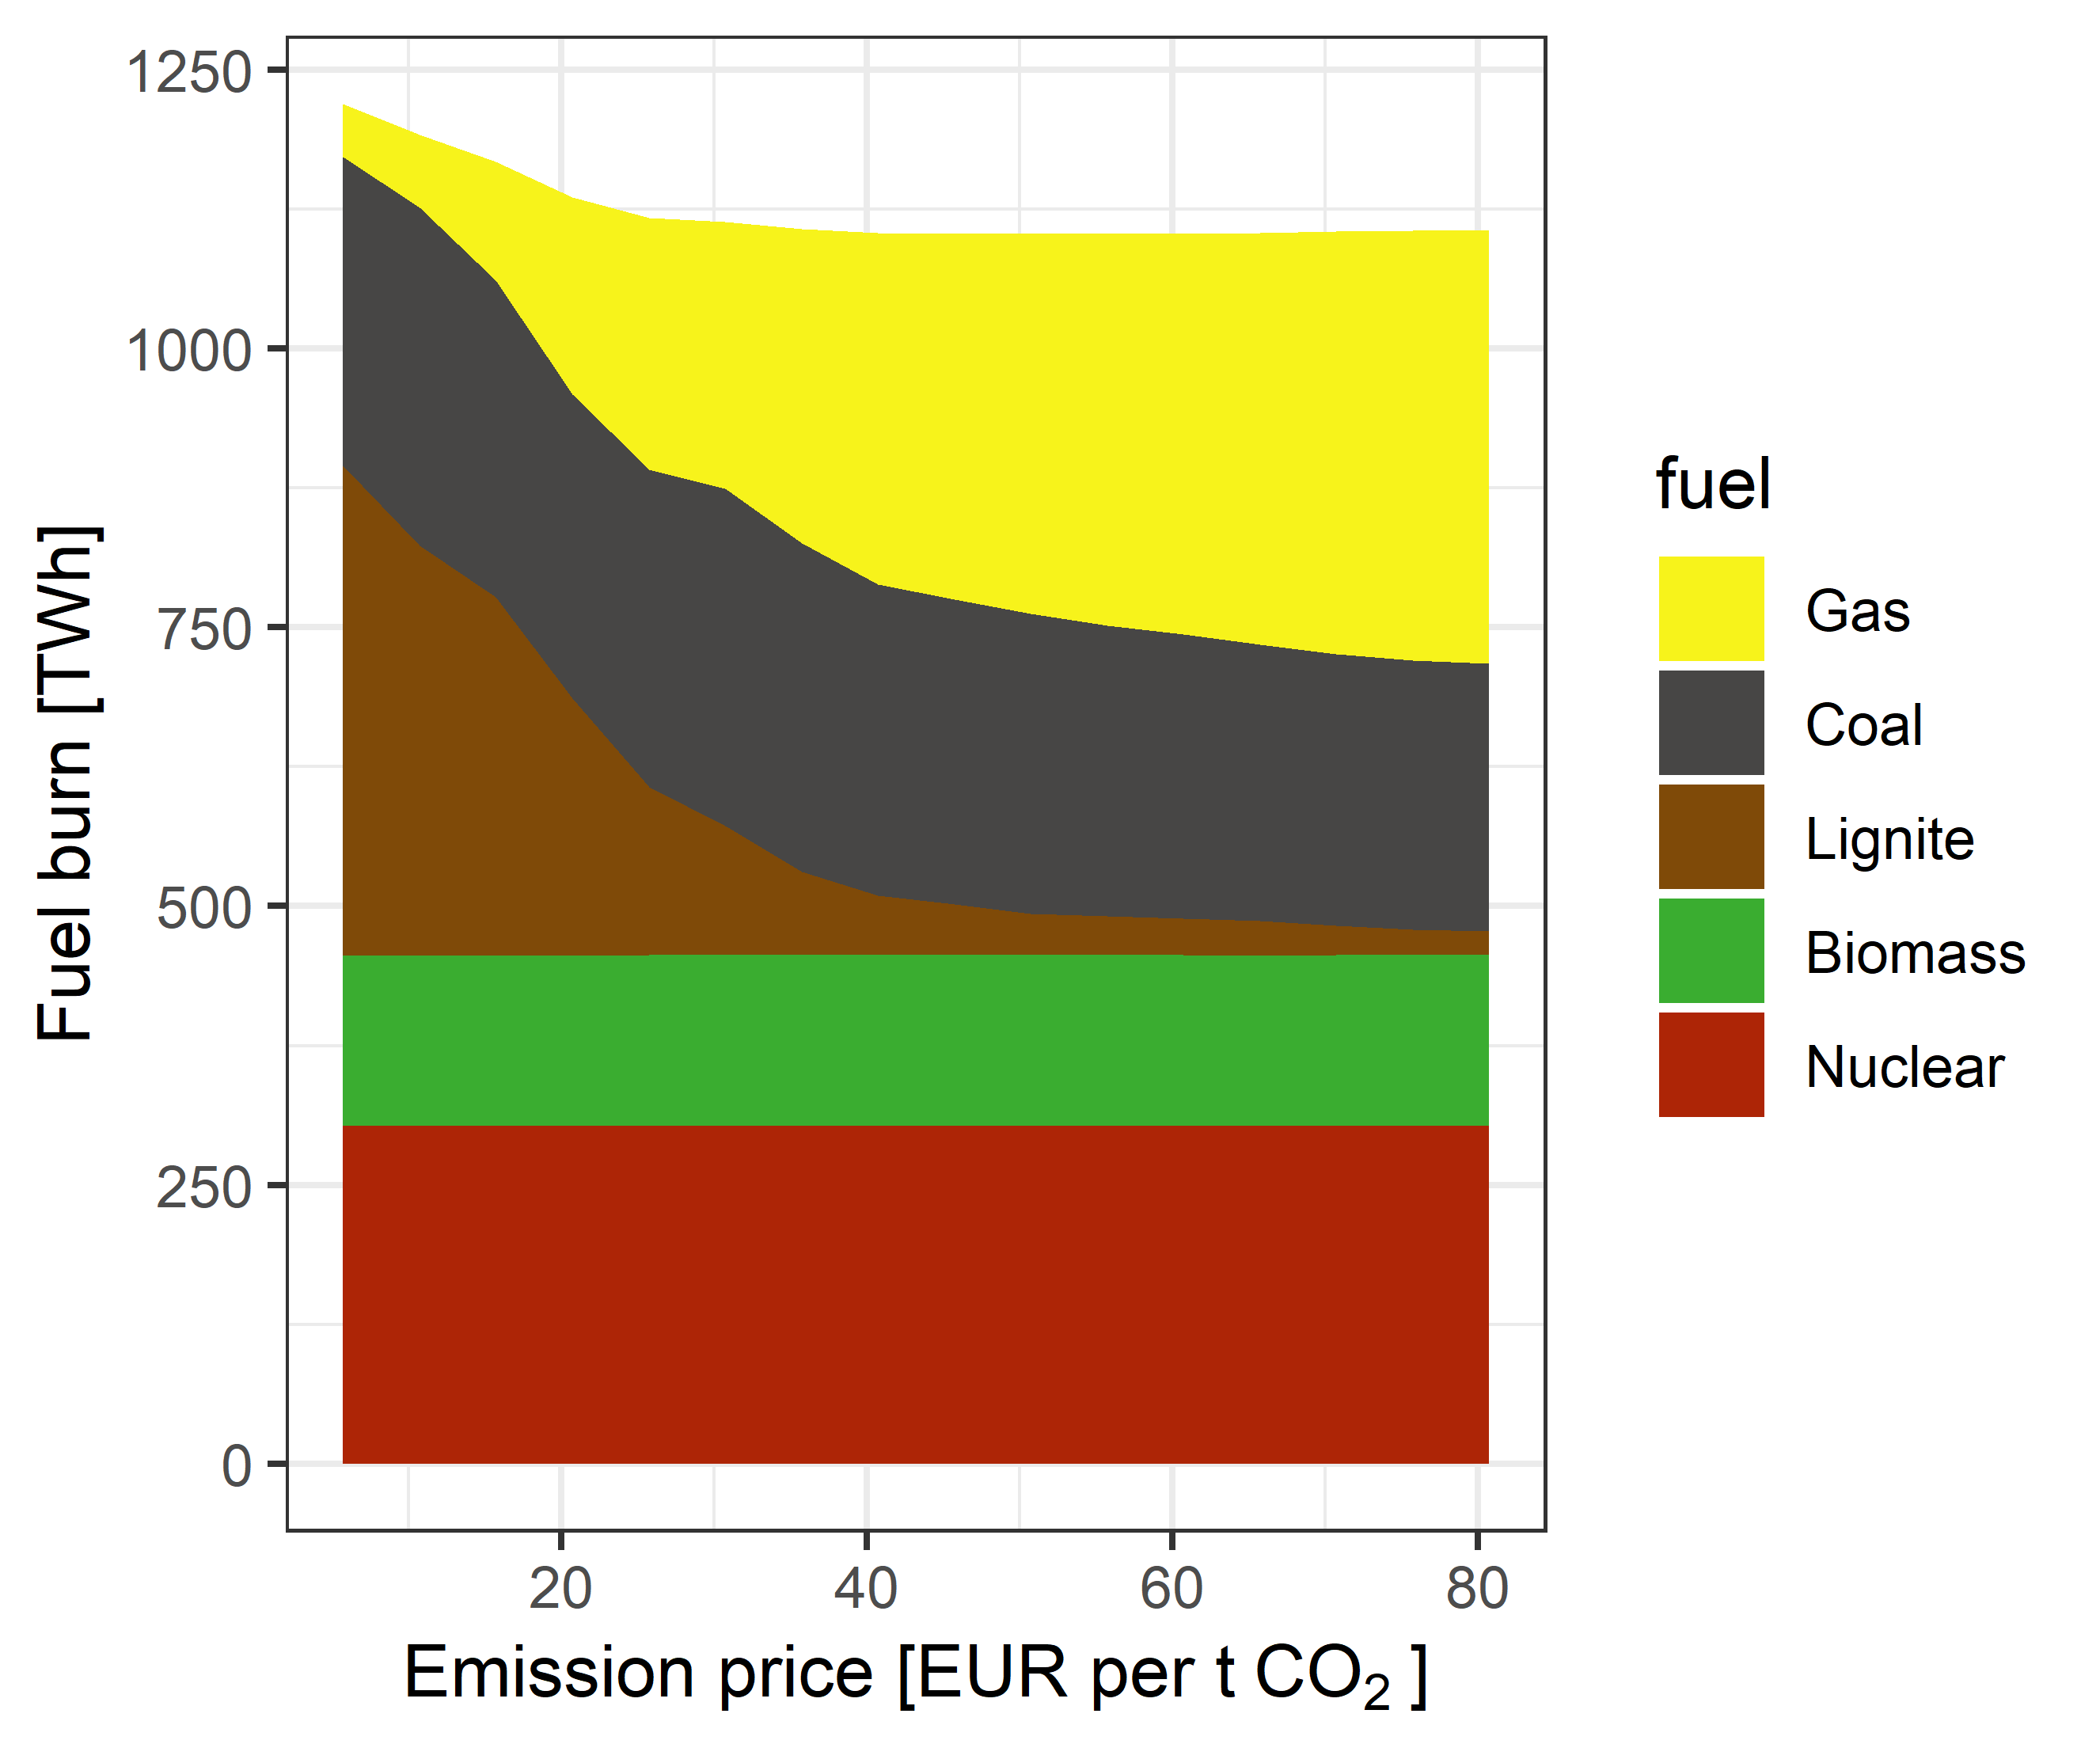 1250
1000
750
500
250
0
Fuel burn [TWh]
20 40 60 80
Emission price [EUR per t CO₂ ]
fuel
Gas
Coal
Lignite
Biomass
Nuclear